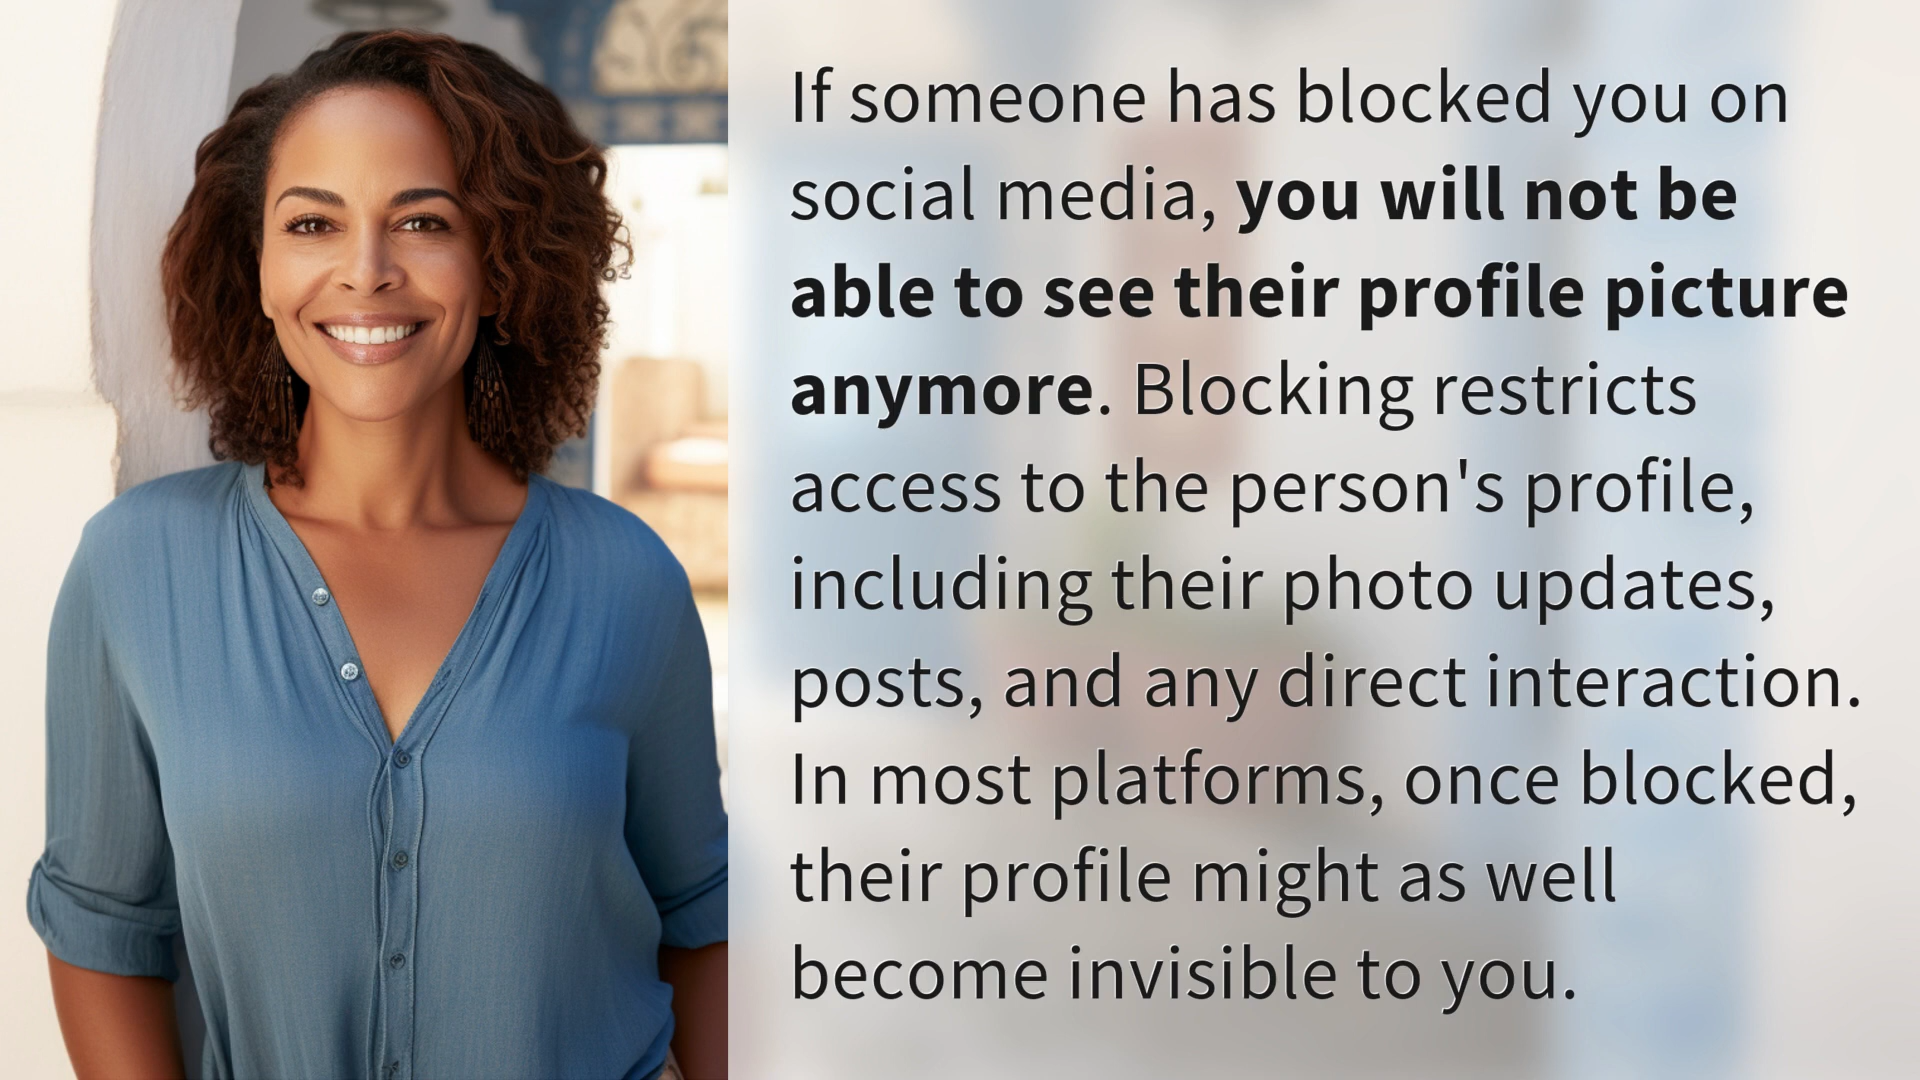 If someone has blocked you on
social media, you will not be
able to see their profile picture
anymore. Blocking restricts
access to the person's profile,
including their photo updates,
posts, and any direct interaction.
In most platforms, once blocked,
their profile might as well
become invisible to you.